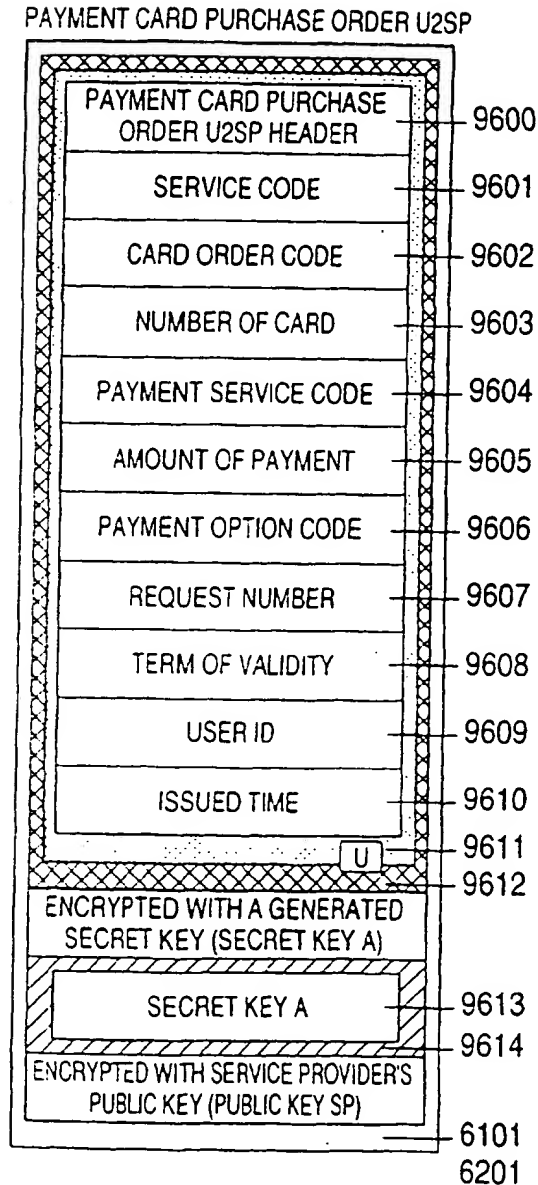 PAYMENT CARD PURCHASE ORDER U2SP
PAYMENT CARD PURCHASE
ORDER U2SP HEADER
9600
SERVICE CODE
9601
CARD ORDER CODE
9602
NUMBER OF CARD
9603
PAYMENT SERVICE CODE
9604
AMOUNT OF PAYMENT
9605
PAYMENT OPTION CODE
9606
REQUEST NUMBER
9607
TERM OF VALIDITY
9608
USER ID
9609
ISSUED TIME
9610
U
9611
9612
ENCRYPTED WITH A GENERATED
SECRET KEY (SECRET KEY A)
SECRET KEY A
9613
9614
ENCRYPTED WITH SERVICE PROVIDER'S
PUBLIC KEY (PUBLIC KEY SP)
6101
6201